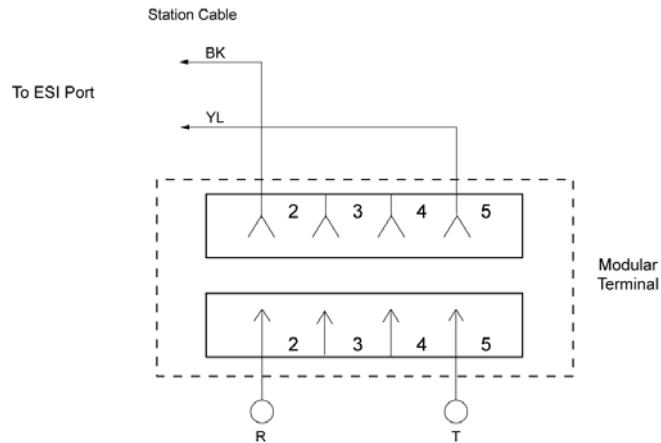 Station Cable
BK
To ESI Port
YL
2 3 4 5
Modular
Terminal
2 3 4 5
R T